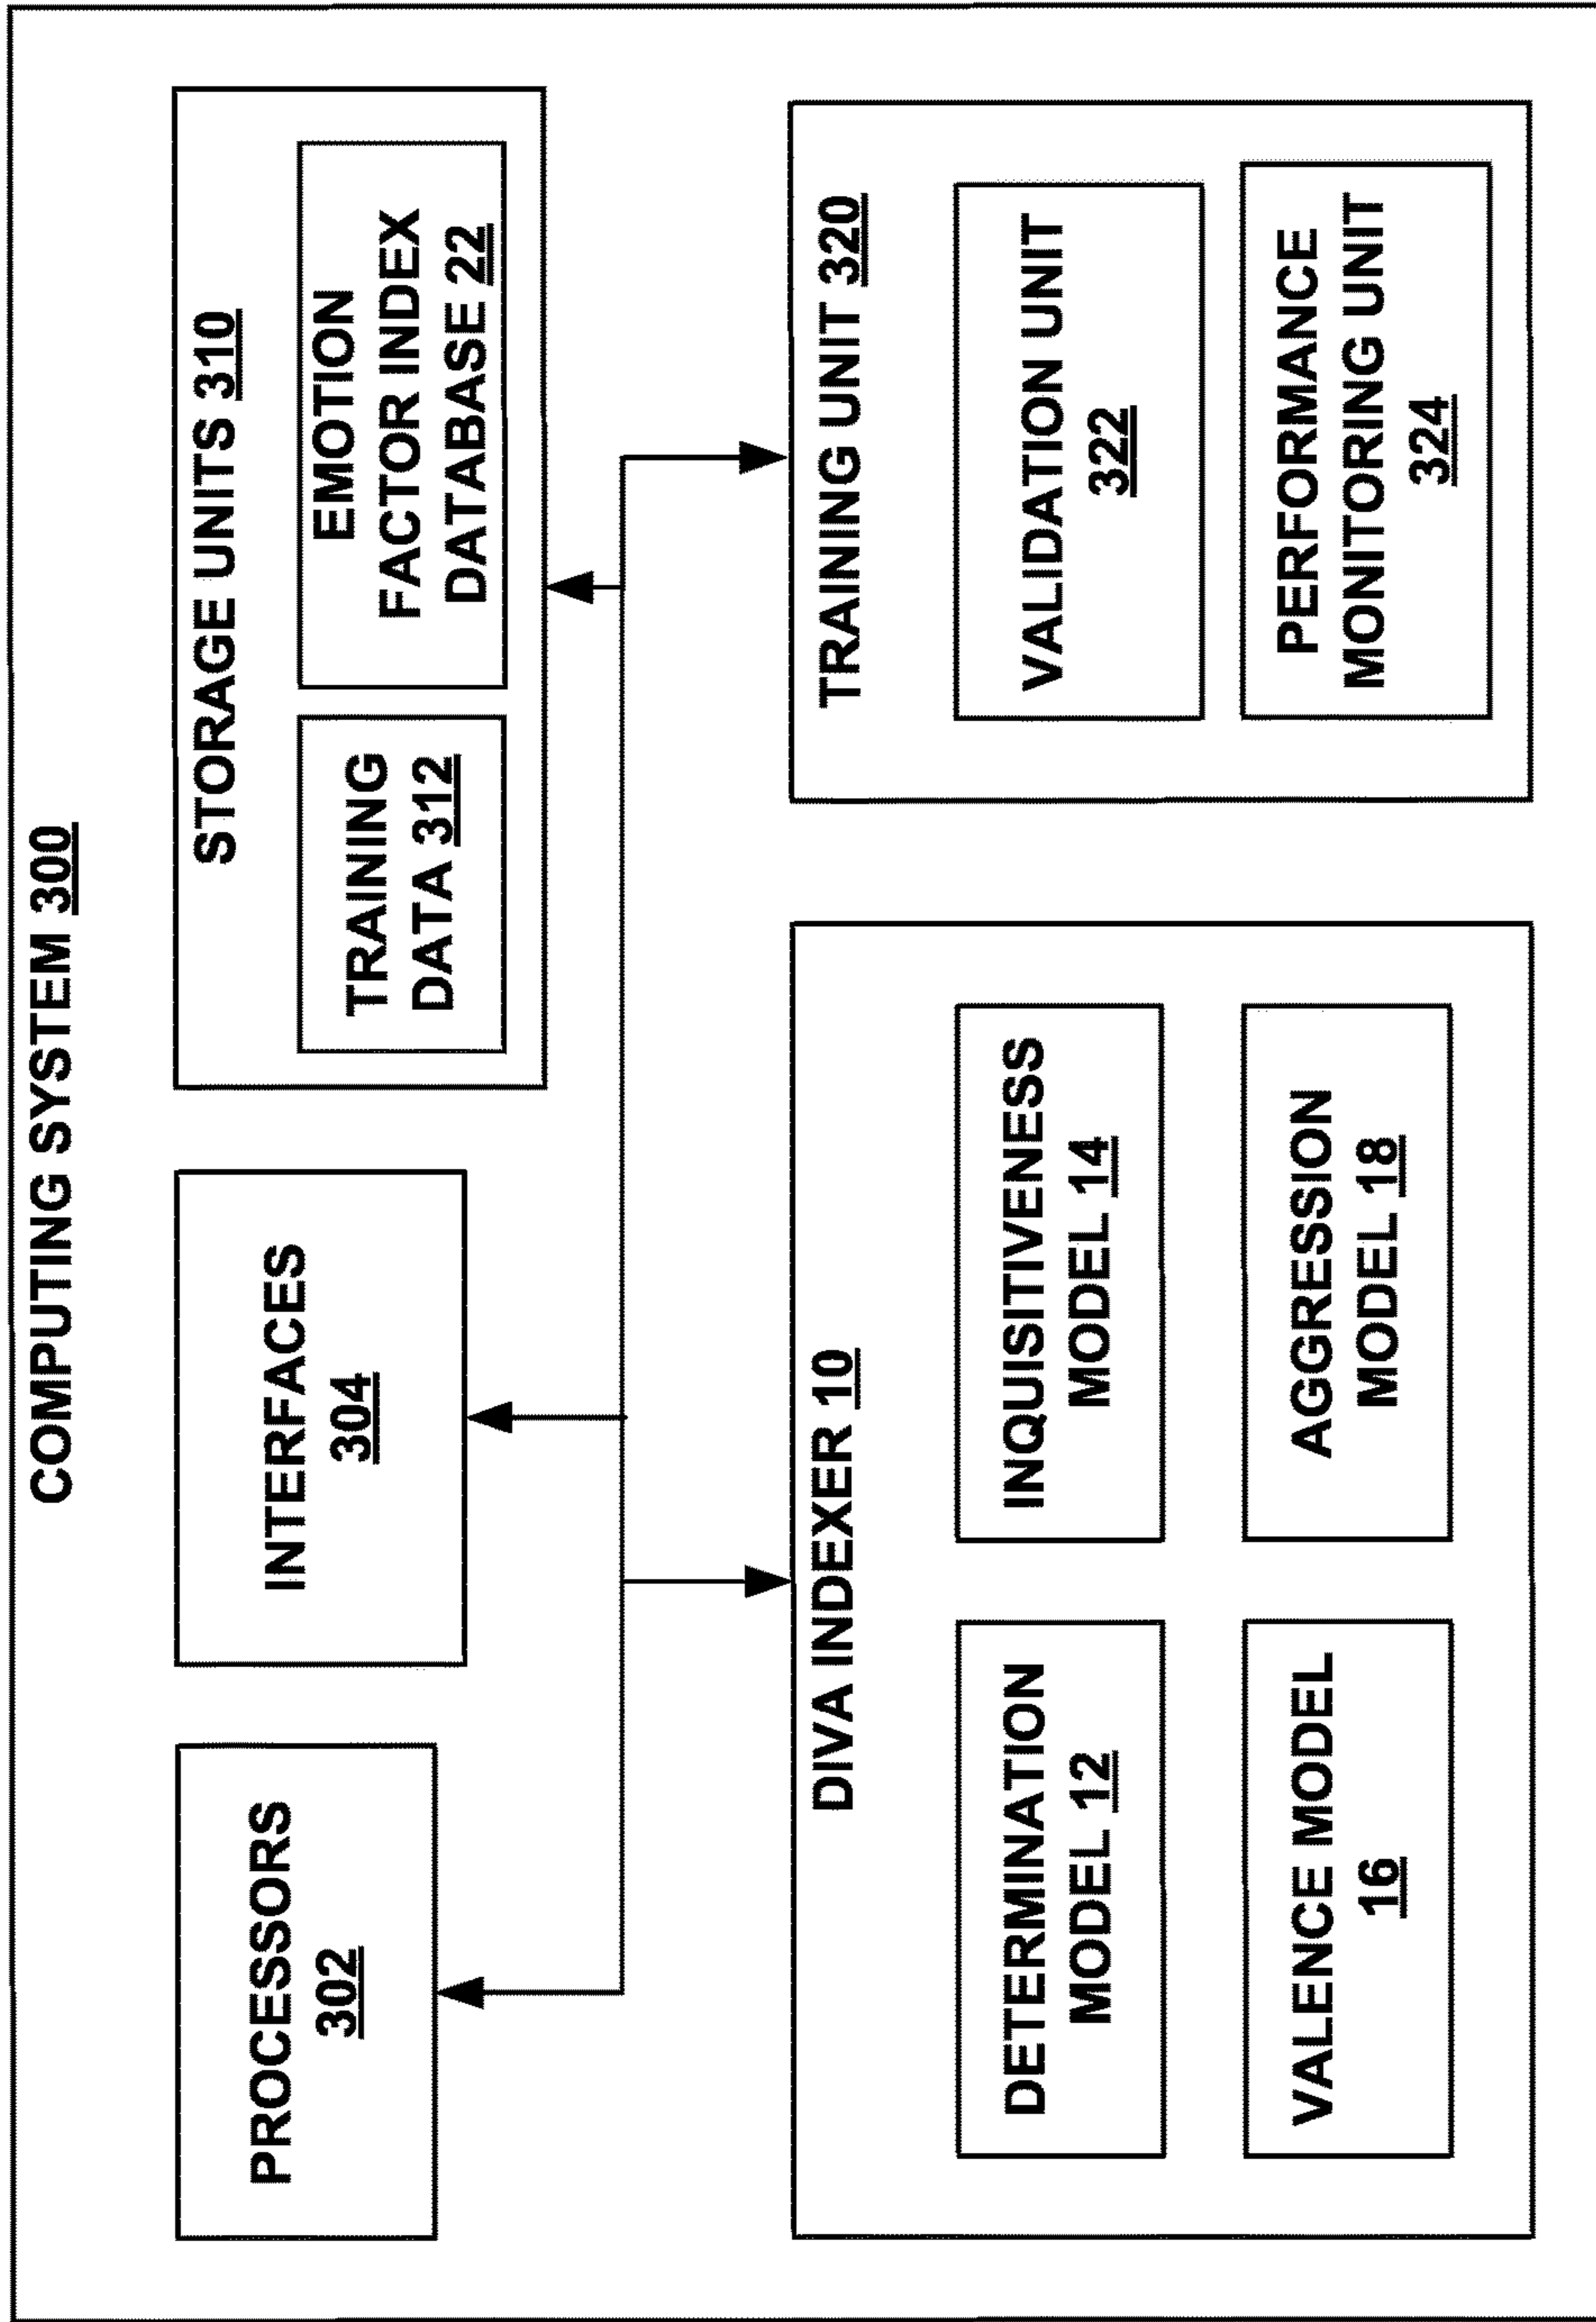 COMPUTING SYSTEM 300
PROCESSORS
302
INTERFACES
304
STORAGE UNITS 310
TRAINING
DATA 312
EMOTION
FACTOR INDEX
DATABASE 22
DIVA INDEXER 10
DETERMINATION
MODEL 12
INQUISITIVENESS
MODEL 14
VALENCE MODEL
16
AGGRESSION
MODEL 18
TRAINING UNIT 320
VALIDATION UNIT
322
PERFORMANCE
MONITORING UNIT
324